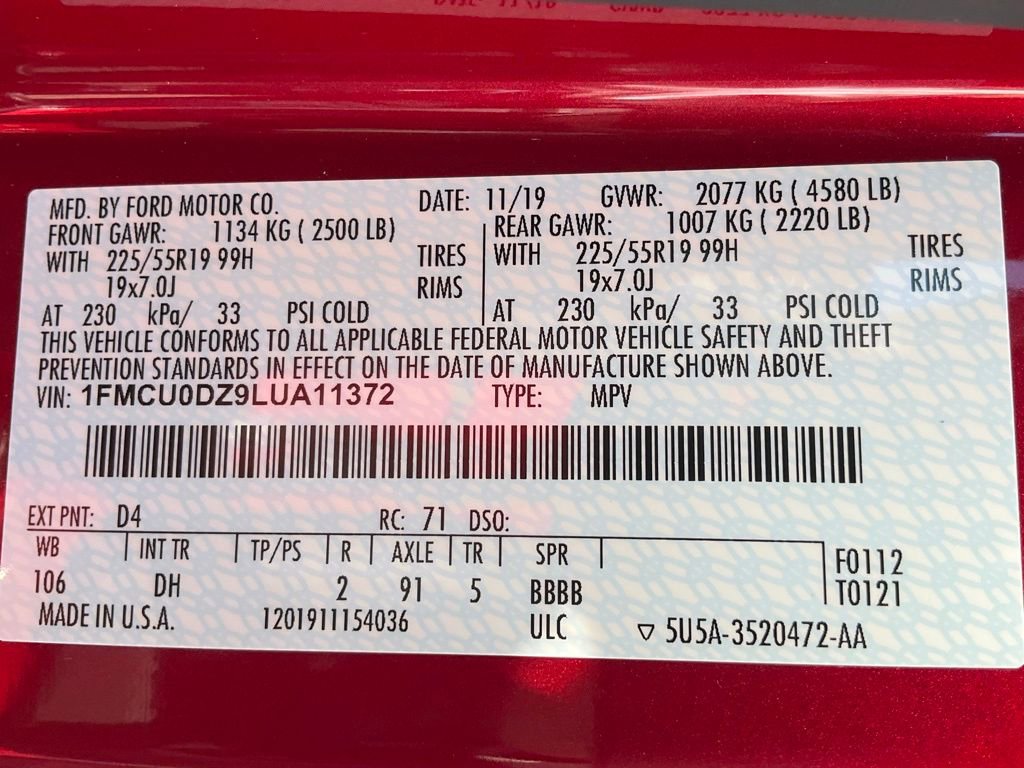 MFD. BY FORD MOTOR CO. DATE: 11/19 GVWR: 2077 KG ( 4580 LB)
FRONT GAWR: 1134 KG ( 2500 LB) REAR GAWR: 1007 KG ( 2220 LB)
WITH 225/55R19 99H TIRES WITH 225/55R19 99H TIRES
19x7.0J RIMS 19x7.0J RIMS
AT 230 kPa/ 33 PSI COLD AT 230 kPa/ 33 PSI COLD
THIS VEHICLE CONFORMS TO ALL APPLICABLE FEDERAL MOTOR VEHICLE SAFETY AND THEFT
PREVENTION STANDARDS IN EFFECT ON THE DATE OF MANUFACTURE SHOWN ABOVE.
VIN: 1FMCU0DZ9LUA11372 TYPE: MPV
EXT PNT: D4 RC: 71 DSO:
WB INT TR TP/PS R AXLE TR SPR F0112
106 DH 2 91 5 BBBB T0121
MADE IN U.S.A. 1201911154036 ULC ▽ 5U5A-3520472-AA